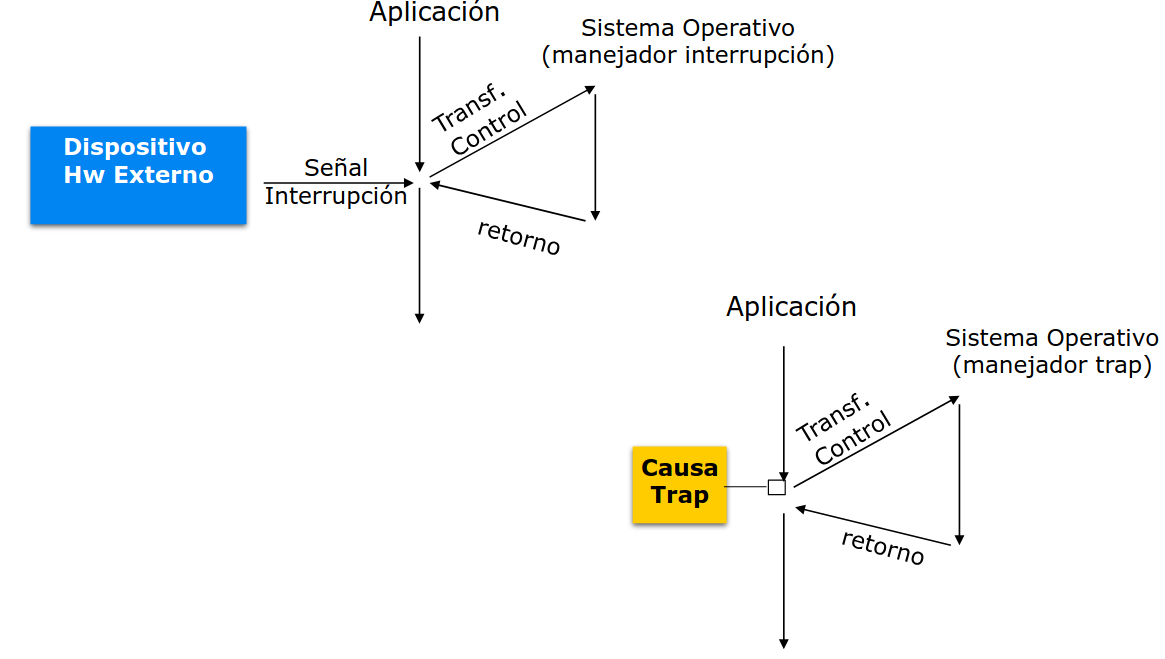 Aplicación
Sistema Operativo
(manejador interrupción)
Transf.
Control
Dispositivo
Hw Externo
Señal
Interrupción
retorno
Aplicación
Sistema Operativo
(manejador trap)
Transf.
Control
Causa
Trap
retorno